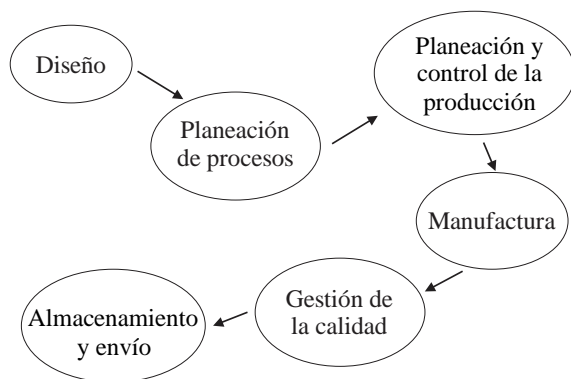 Diseño
Planeación
de procesos
Planeación y
control de la
producción
Manufactura
Gestión de
la calidad
Almacenamiento
y envío